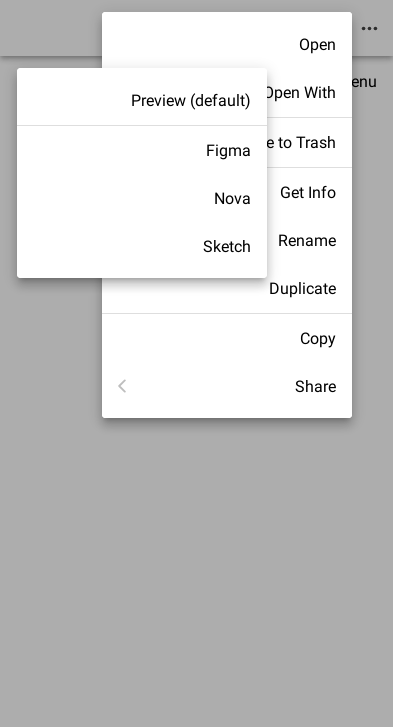 Open
Open With
enu
Preview (default)
e to Trash
Figma
Get Info
Nova
Rename
Sketch
Duplicate
Copy
Share